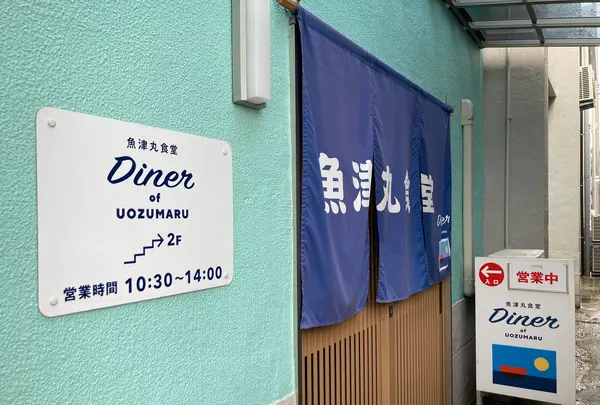 魚津丸食堂
Diner
of
UOZUMARU
2F
営業時間 10:30~14:00
魚津丸食堂
Diner
入口
営業中
魚津丸食堂
Diner
of
UOZUMARU